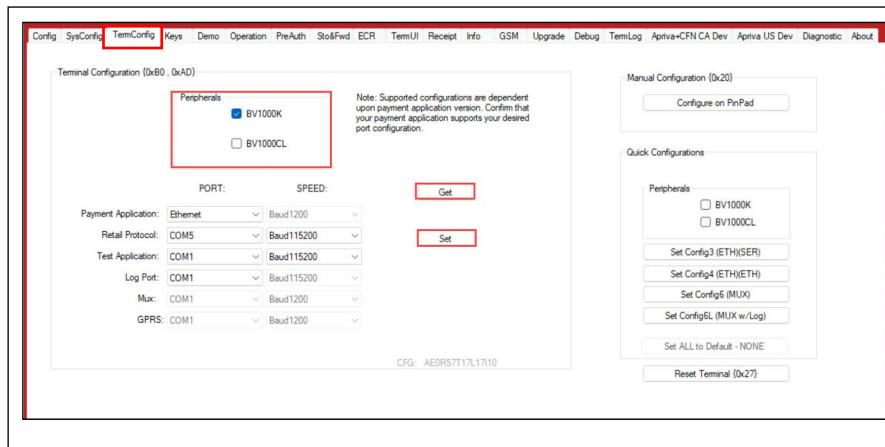 Config SysConfig TermConfig Keys Demo Operation PreAuth Sto&Fwd ECR TermUI Receipt Info GSM Upgrade Debug TermLog Apriva+CFN CA Dev Apriva US Dev Diagnostic About
Terminal Configuration {0xB0 , 0xAD}
Peripherals
BV1000K
BV1000CL
Note: Supported configurations are dependent
upon payment application version. Confirm that
your payment application supports your desired
port configuration.
PORT: SPEED:
Get
Payment Application: Ethernet Baud1200
Retail Protocol: COM5 Baud115200
Set
Test Application: COM1 Baud115200
Log Port: COM1 Baud115200
Mux: COM1 Baud1200
GPRS: COM1 Baud1200
CFG: AE0R57T17L17I10
Manual Configuration {0x20}
Configure on PinPad
Quick Configurations
Peripherals
BV1000K
BV1000CL
Set Config3 (ETH)(SER)
Set Config4 (ETH)(ETH)
Set Config6 (MUX)
Set Config6L (MUX w/Log)
Set ALL to Default - NONE
Reset Terminal {0x27}